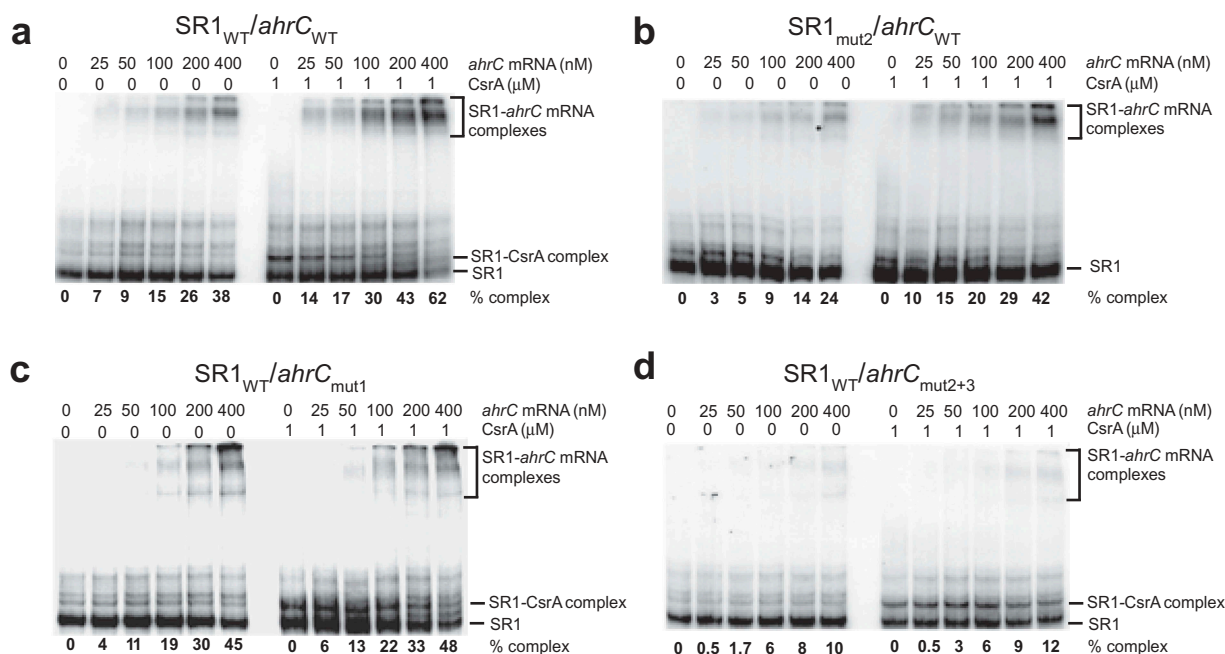 a
SR1WT/ahrCWT
0 25 50 100 200 400 0 25 50 100 200 400 ahrC mRNA (nM)
0 0 0 0 0 0 1 1 1 1 1 1 CsrA (μM)
SR1-ahrC mRNA
complexes
SR1-CsrA complex
SR1
0 7 9 15 26 38 0 14 17 30 43 62 % complex
b
SR1mut2/ahrCWT
0 25 50 100 200 400 0 25 50 100 200 400 ahrC mRNA (nM)
0 0 0 0 0 0 1 1 1 1 1 1 CsrA (μM)
SR1-ahrC mRNA
complexes
SR1
0 3 5 9 14 24 0 10 15 20 29 42 % complex
c
SR1WT/ahrCmut1
0 25 50 100 200 400 0 25 50 100 200 400 ahrC mRNA (nM)
0 0 0 0 0 0 1 1 1 1 1 1 CsrA (μM)
SR1-ahrC mRNA
complexes
SR1-CsrA complex
SR1
0 4 11 19 30 45 0 6 13 22 33 48 % complex
d
SR1WT/ahrCmut2+3
0 25 50 100 200 400 0 25 50 100 200 400 ahrC mRNA (nM)
0 0 0 0 0 0 1 1 1 1 1 1 CsrA (μM)
SR1-ahrC mRNA
complexes
SR1-CsrA complex
SR1
0 0.5 1.7 6 8 10 0 0.5 3 6 9 12 % complex